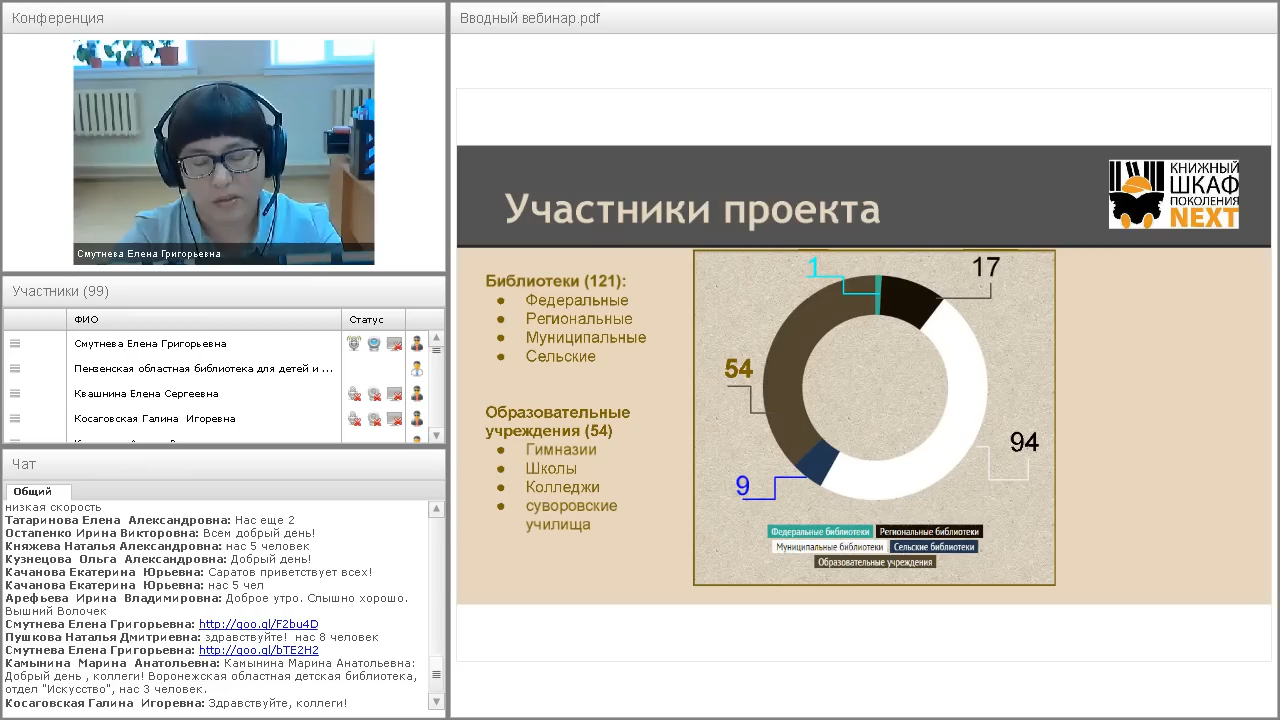 Конференция
Смутнева Елена Григорьевна
Участники (99)
ФИО
Статус
Смутнева Елена Григорьевна
Пензенская областная библиотека для детей и ...
Квашнина Елена Сергеевна
Косаговская Галина Игоревна
Чат
Общий
низкая скорость
Татаринова Елена Александровна: Нас еще 2
Остапенко Ирина Викторовна: Всем добрый день!
Княжева Наталья Александровна: нас 5 человек
Кузнецова Ольга Александровна: Добрый день!
Качанова Екатерина Юрьевна: Саратов приветствует всех!
Качанова Екатерина Юрьевна: нас 5 чел
Арефьева Ирина Владимировна: Доброе утро. Слышно хорошо.
Вышний Волочек
Смутнева Елена Григорьевна: http://goo.gl/F2bu4D
Пушкова Наталья Дмитриевна: здравствуйте! нас 8 человек
Смутнева Елена Григорьевна: http://goo.gl/bTE2H2
Камынина Марина Анатольевна: Камынина Марина Анатольевна:
Добрый день , коллеги! Воронежская областная детская библиотека,
отдел "Искусство", нас 3 человек.
Косаговская Галина Игоревна: Здравствуйте, коллеги!
Вводный вебинар.pdf
Участники проекта
КНИЖНЫЙ
ШКАФ
ПОКОЛЕНИЯ
NEXT
Библиотеки (121):
● Федеральные
● Региональные
● Муниципальные
● Сельские
Образовательные
учреждения (54)
● Гимназии
● Школы
● Колледжи
● суворовские
училища
1
17
54
94
9
Федеральные библиотеки
Региональные библиотеки
Муниципальные библиотеки
Сельские библиотеки
Образовательные учреждения